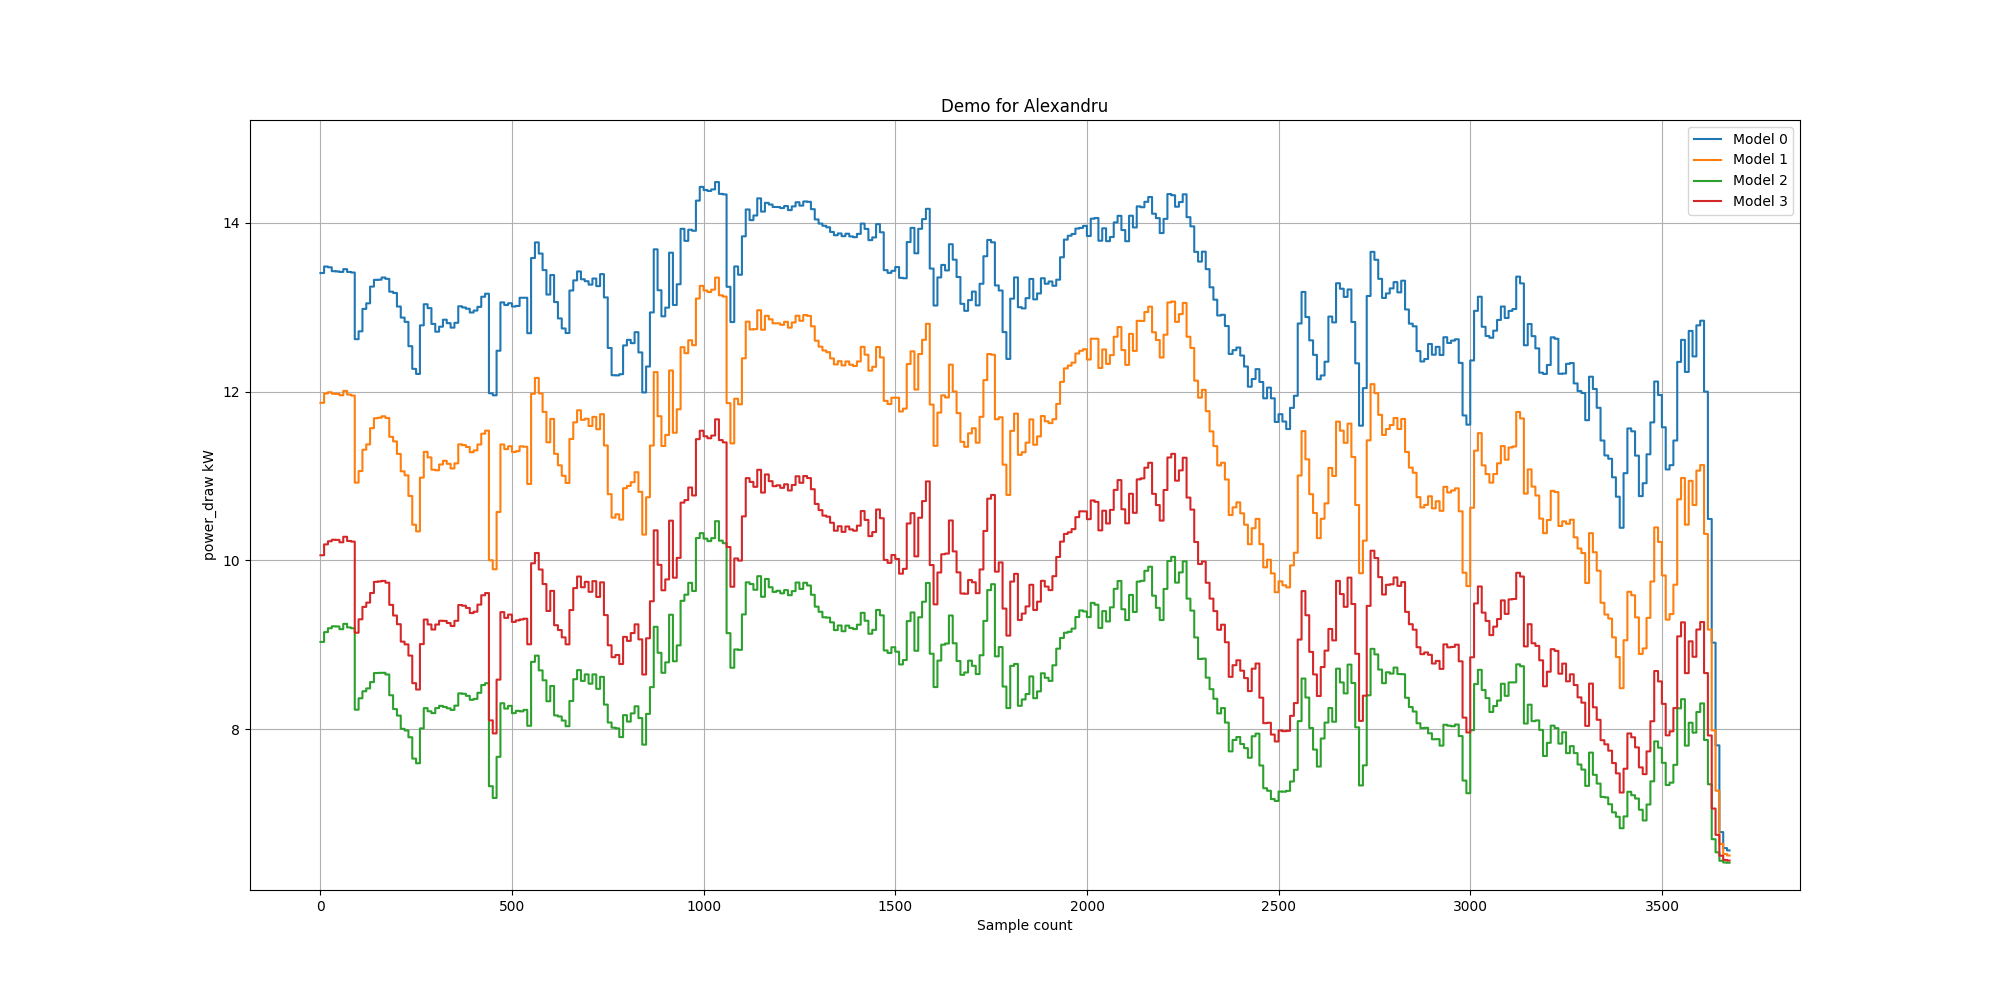 Demo for Alexandru
Model 0
Model 1
Model 2
Model 3
14
12
10
8
power_draw kW
0 500 1000 1500 2000 2500 3000 3500
Sample count